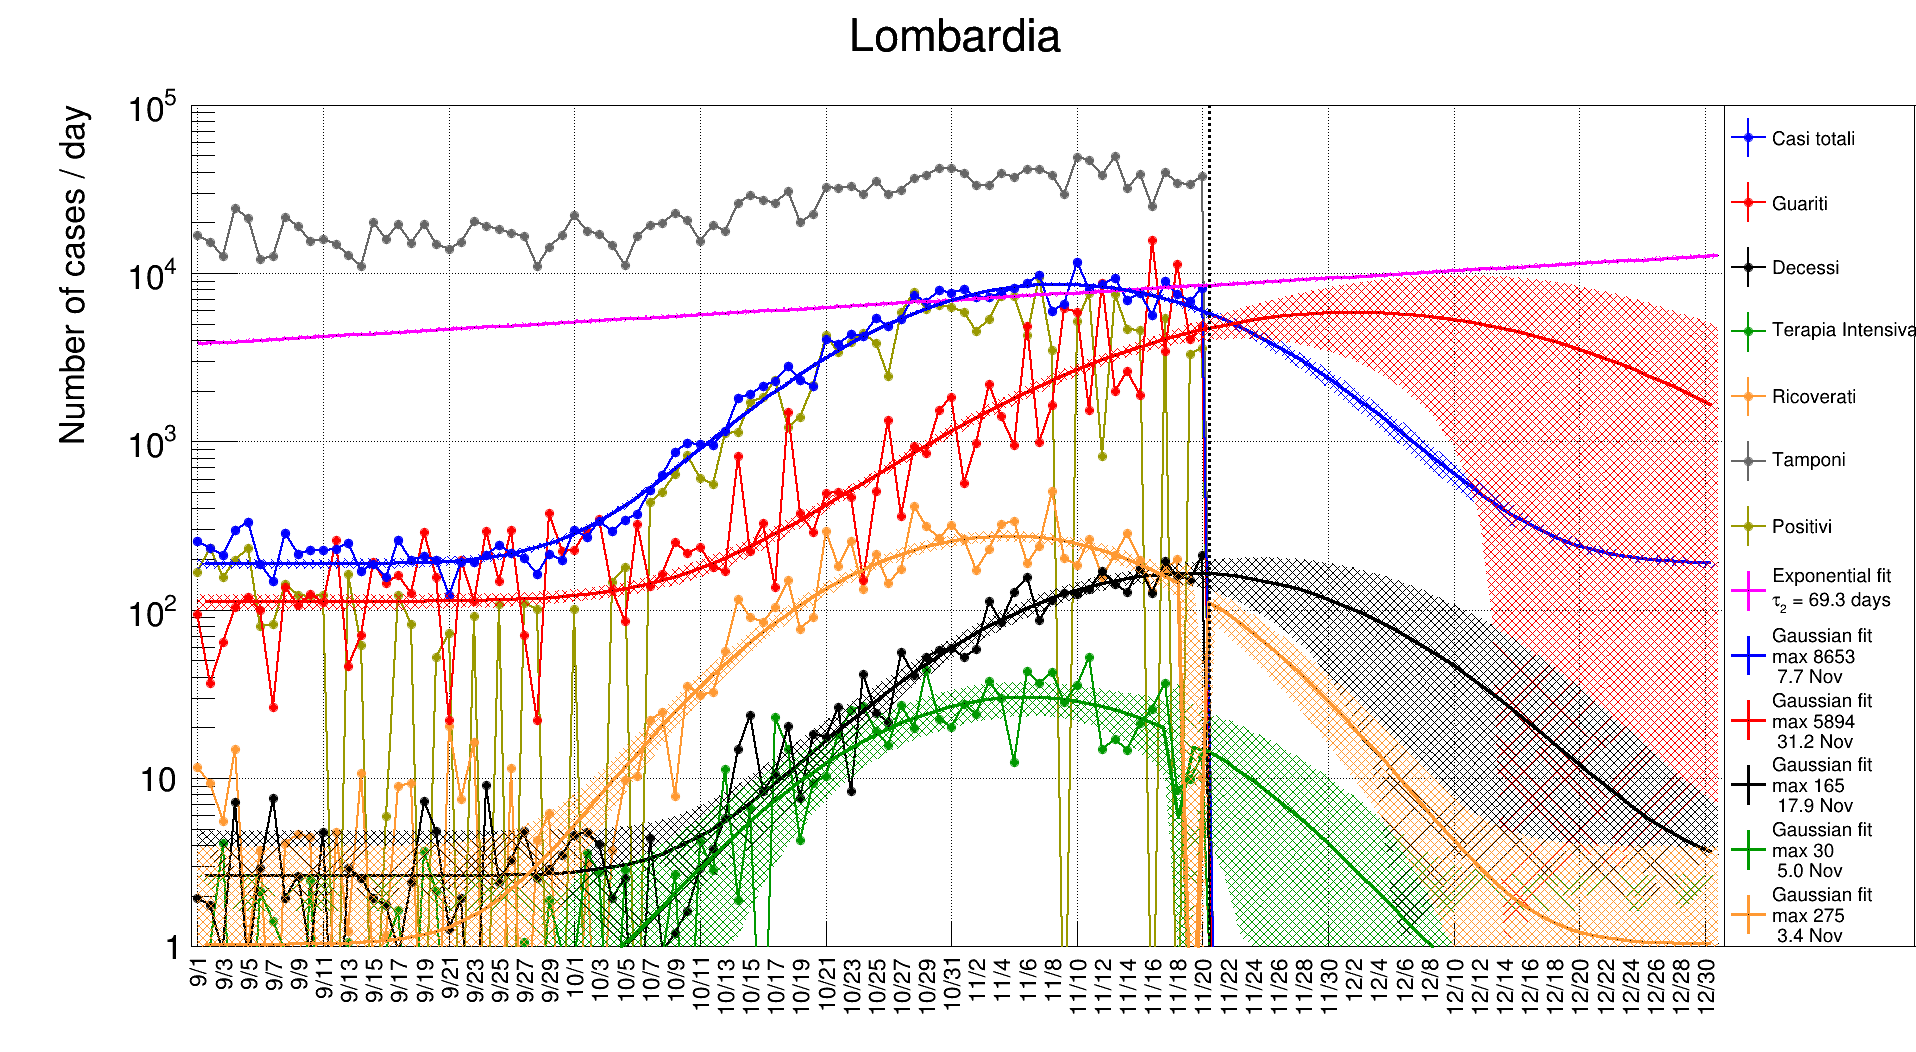 Lombardia
Number of cases / day
10⁵
10⁴
10³
10²
10
1
9/1
9/3
9/5
9/7
9/9
9/11
9/13
9/15
9/17
9/19
9/21
9/23
9/25
9/27
9/29
10/1
10/3
10/5
10/7
10/9
10/11
10/13
10/15
10/17
10/19
10/21
10/23
10/25
10/27
10/29
10/31
11/2
11/4
11/6
11/8
11/10
11/12
11/14
11/16
11/18
11/20
11/22
11/24
11/26
11/28
11/30
12/2
12/4
12/6
12/8
12/10
12/12
12/14
12/16
12/18
12/20
12/22
12/24
12/26
12/28
12/30
Casi totali
Guariti
Decessi
Terapia Intensiva
Ricoverati
Tamponi
Positivi
Exponential fit
τ₂ = 69.3 days
Gaussian fit
max 8653
7.7 Nov
Gaussian fit
max 5894
31.2 Nov
Gaussian fit
max 165
17.9 Nov
Gaussian fit
max 30
5.0 Nov
Gaussian fit
max 275
3.4 Nov